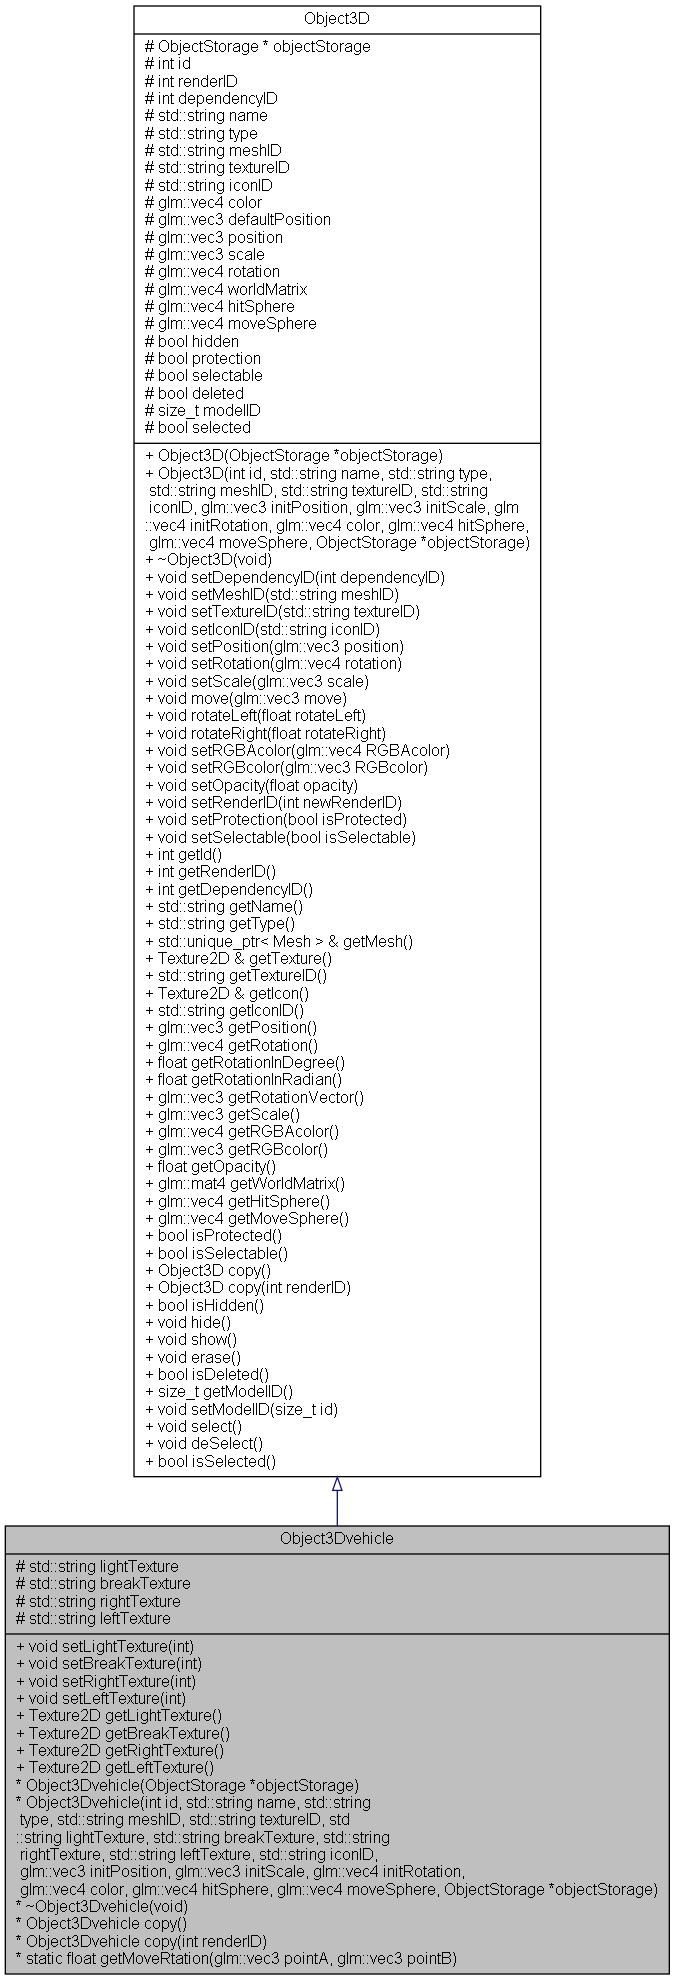 Object3D
# ObjectStorage * objectStorage
# int id
# int renderID
# int dependencyID
# std::string name
# std::string type
# std::string meshID
# std::string textureID
# std::string iconID
# glm::vec4 color
# glm::vec3 defaultPosition
# glm::vec3 position
# glm::vec3 scale
# glm::vec4 rotation
# glm::vec4 worldMatrix
# glm::vec4 hitSphere
# glm::vec4 moveSphere
# bool hidden
# bool protection
# bool selectable
# bool deleted
# size_t modelID
# bool selected
+ Object3D(ObjectStorage *objectStorage)
+ Object3D(int id, std::string name, std::string type,
std::string meshID, std::string textureID, std::string
iconID, glm::vec3 initPosition, glm::vec3 initScale, glm
::vec4 initRotation, glm::vec4 color, glm::vec4 hitSphere,
glm::vec4 moveSphere, ObjectStorage *objectStorage)
+ ~Object3D(void)
+ void setDependencyID(int dependencyID)
+ void setMeshID(std::string meshID)
+ void setTextureID(std::string textureID)
+ void setIconID(std::string iconID)
+ void setPosition(glm::vec3 position)
+ void setRotation(glm::vec4 rotation)
+ void setScale(glm::vec3 scale)
+ void move(glm::vec3 move)
+ void rotateLeft(float rotateLeft)
+ void rotateRight(float rotateRight)
+ void setRGBAcolor(glm::vec4 RGBAcolor)
+ void setRGBcolor(glm::vec3 RGBcolor)
+ void setOpacity(float opacity)
+ void setRenderID(int newRenderID)
+ void setProtection(bool isProtected)
+ void setSelectable(bool isSelectable)
+ int getId()
+ int getRenderID()
+ int getDependencyID()
+ std::string getName()
+ std::string getType()
+ std::unique_ptr< Mesh > & getMesh()
+ Texture2D & getTexture()
+ std::string getTextureID()
+ Texture2D & getIcon()
+ std::string getIconID()
+ glm::vec3 getPosition()
+ glm::vec4 getRotation()
+ float getRotationInDegree()
+ float getRotationInRadian()
+ glm::vec3 getRotationVector()
+ glm::vec3 getScale()
+ glm::vec4 getRGBAcolor()
+ glm::vec3 getRGBcolor()
+ float getOpacity()
+ glm::mat4 getWorldMatrix()
+ glm::vec4 getHitSphere()
+ glm::vec4 getMoveSphere()
+ bool isProtected()
+ bool isSelectable()
+ Object3D copy()
+ Object3D copy(int renderID)
+ bool isHidden()
+ void hide()
+ void show()
+ void erase()
+ bool isDeleted()
+ size_t getModelID()
+ void setModelID(size_t id)
+ void select()
+ void deSelect()
+ bool isSelected()
Object3Dvehicle
# std::string lightTexture
# std::string breakTexture
# std::string rightTexture
# std::string leftTexture
+ void setLightTexture(int)
+ void setBreakTexture(int)
+ void setRightTexture(int)
+ void setLeftTexture(int)
+ Texture2D getLightTexture()
+ Texture2D getBreakTexture()
+ Texture2D getRightTexture()
+ Texture2D getLeftTexture()
* Object3Dvehicle(ObjectStorage *objectStorage)
* Object3Dvehicle(int id, std::string name, std::string
type, std::string meshID, std::string textureID, std
::string lightTexture, std::string breakTexture, std::string
rightTexture, std::string leftTexture, std::string iconID,
glm::vec3 initPosition, glm::vec3 initScale, glm::vec4 initRotation,
glm::vec4 color, glm::vec4 hitSphere, glm::vec4 moveSphere, ObjectStorage *objectStorage)
* ~Object3Dvehicle(void)
* Object3Dvehicle copy()
* Object3Dvehicle copy(int renderID)
* static float getMoveRtation(glm::vec3 pointA, glm::vec3 pointB)